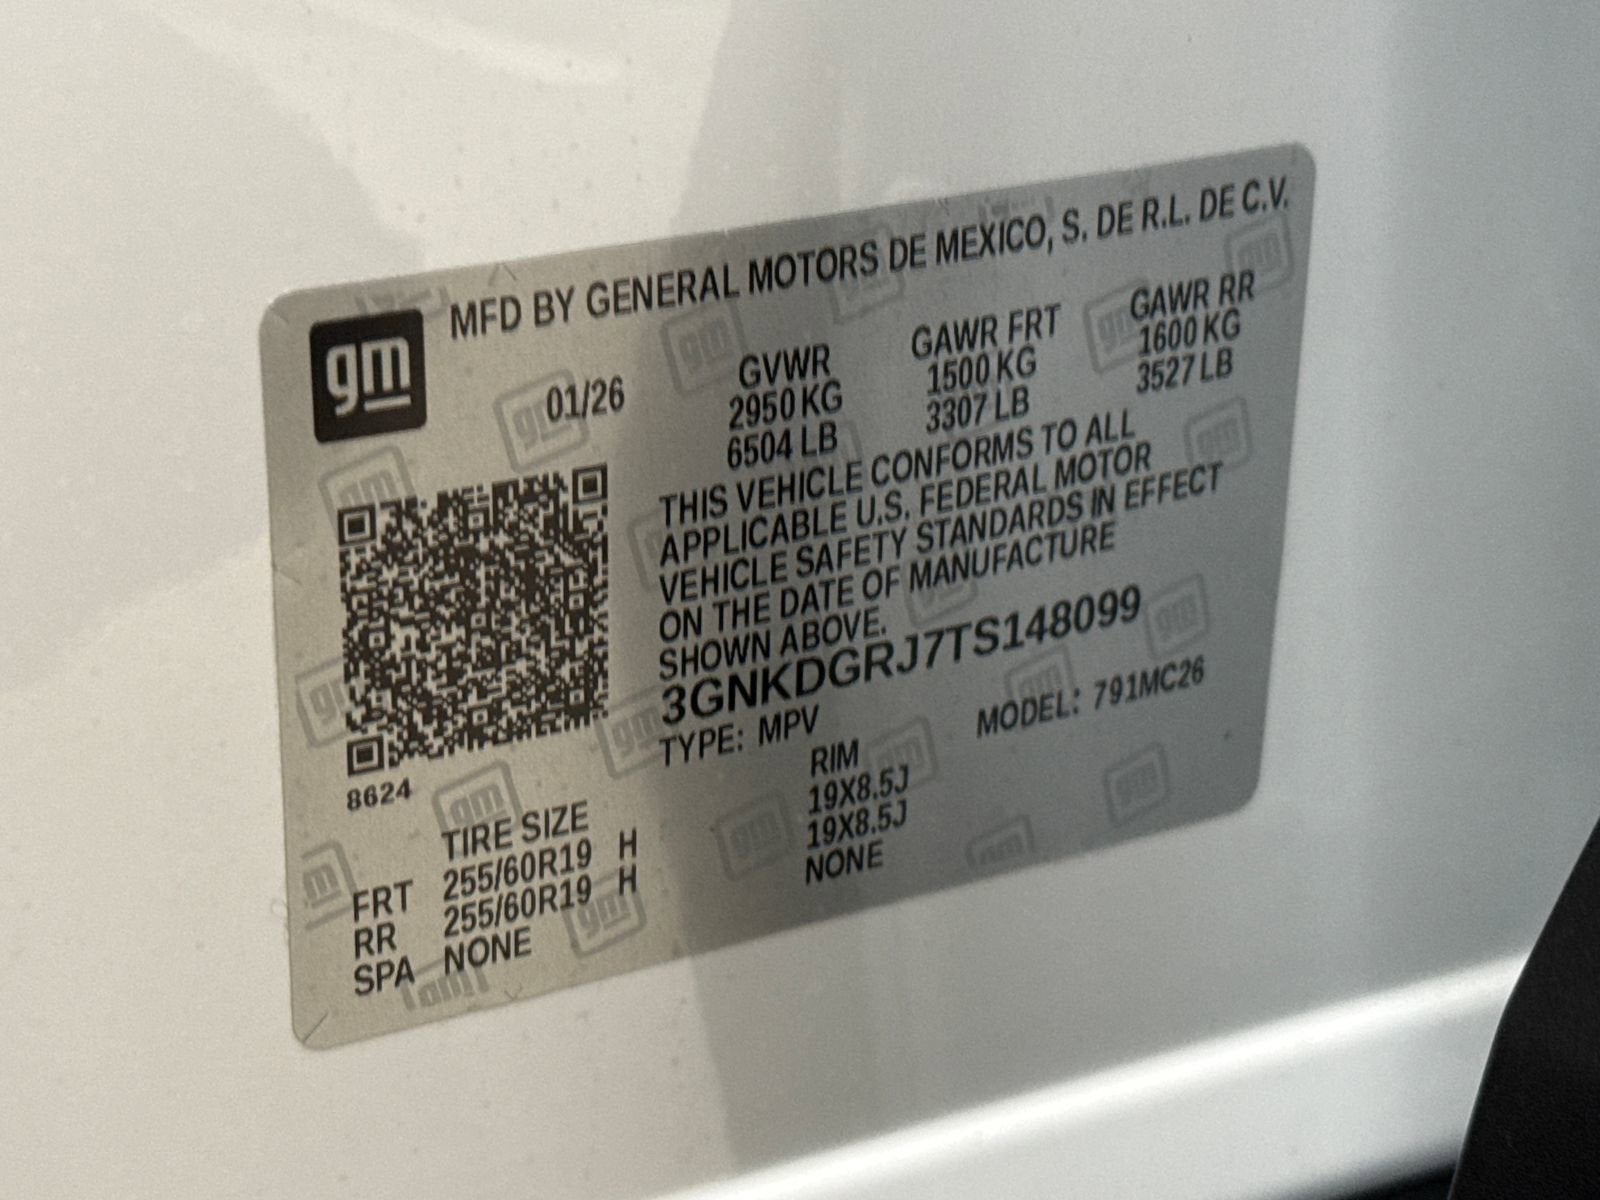 MFD BY GENERAL MOTORS DE MEXICO, S. DE R.L. DE C.V.
gm
01/26
GVWR GAWR FRT GAWR RR
2950 KG 1500 KG 1600 KG
6504 LB 3307 LB 3527 LB
THIS VEHICLE CONFORMS TO ALL
APPLICABLE U.S. FEDERAL MOTOR
VEHICLE SAFETY STANDARDS IN EFFECT
ON THE DATE OF MANUFACTURE
SHOWN ABOVE.
3GNKDGRJ7TS148099
TYPE: MPV MODEL: 791MC26
8624
TIRE SIZE RIM
FRT 255/60R19 H 19X8.5J
RR 255/60R19 H 19X8.5J
SPA NONE NONE